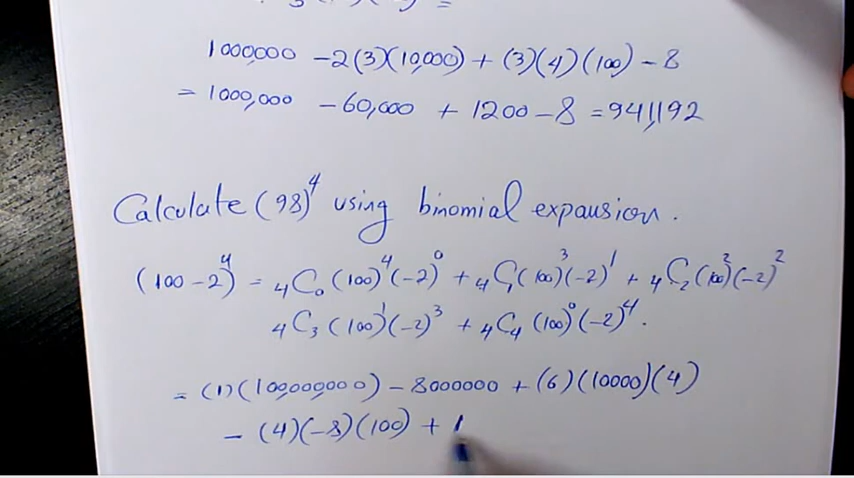 1000,000 - 2(3)(10,000) + (3)(4)(100) - 8
= 1000,000 - 60,000 + 1200 - 8 = 941,192
Calculate (98)⁴ using binomial expansion.
(100 - 2)⁴ = ₄C₀(100)⁴(-2)⁰ + ₄C₁(100)³(-2)¹ + ₄C₂(100)²(-2)²
₄C₃(100)¹(-2)³ + ₄C₄(100)⁰(-2)⁴.
= (1)(100,000,000) - 8000000 + (6)(10000)(4)
- (4)(-8)(100) + 1